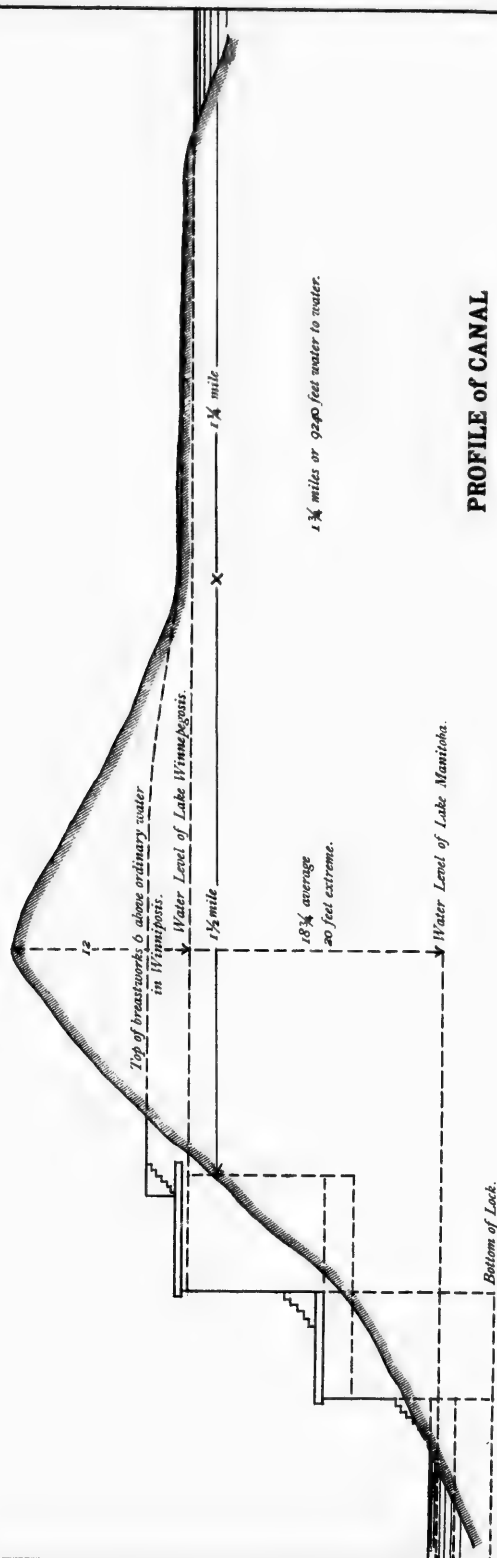 12
Top of breastworks 6 above ordinary water
in Winniposis.
Water Level of Lake Winnepegosis.
1½ mile
1¼ mile
18¾ average
20 feet extreme.
1¾ miles or 9240 feet water to water.
Water Level of Lake Manitoba.
Bottom of Lock.
PROFILE of CANAL